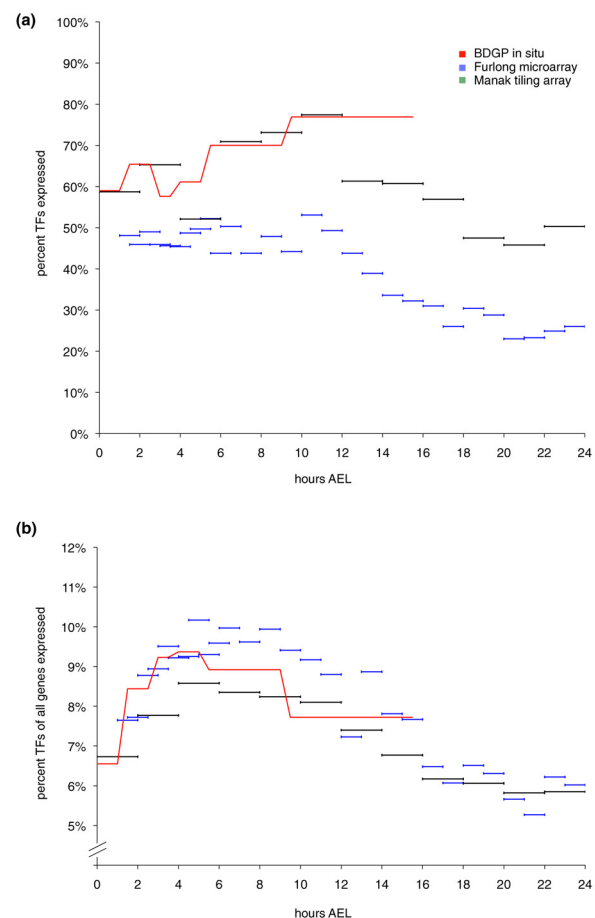 (a)
100%
90%
80%
70%
60%
50%
40%
30%
20%
10%
0%
percent TFs expressed
BDGP in situ
Furlong microarray
Manak tiling array
0 2 4 6 8 10 12 14 16 18 20 22 24
hours AEL
(b)
12%
11%
10%
9%
8%
7%
6%
5%
percent TFs of all genes expressed
0 2 4 6 8 10 12 14 16 18 20 22 24
hours AEL